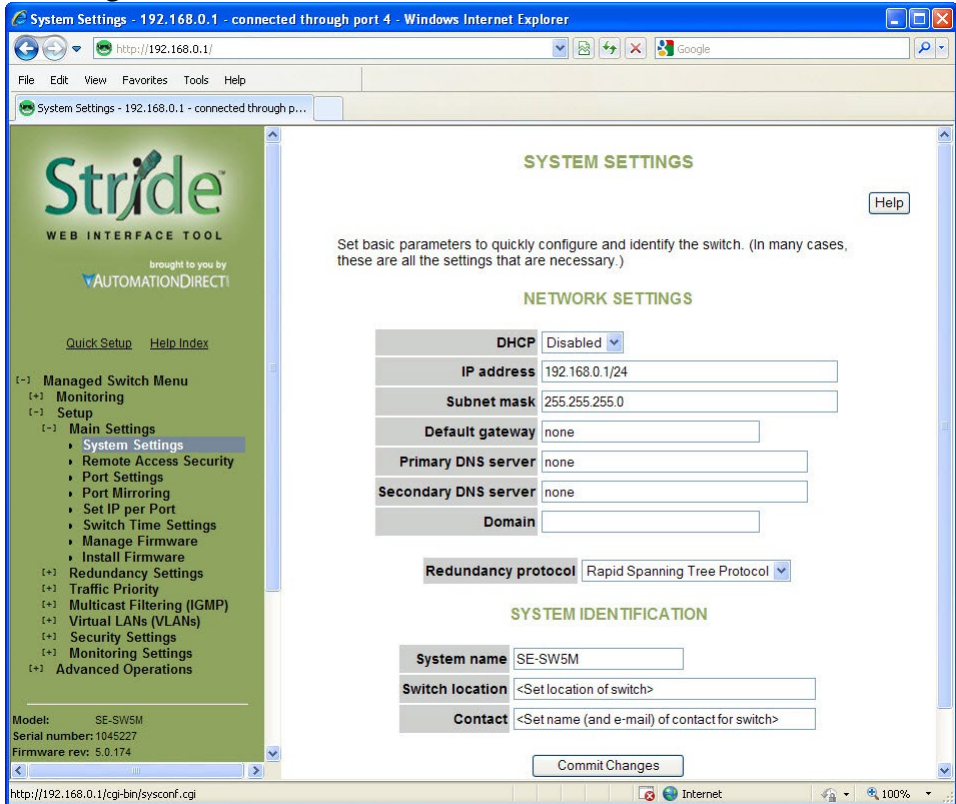 System Settings - 192.168.0.1 - connected through port 4 - Windows Internet Explorer
http://192.168.0.1/
Google
File Edit View Favorites Tools Help
System Settings - 192.168.0.1 - connected through p...
Stride
WEB INTERFACE TOOL
brought to you by
AUTOMATIONDIRECT
Quick Setup Help Index
[-] Managed Switch Menu
[+] Monitoring
[-] Setup
[-] Main Settings
System Settings
Remote Access Security
Port Settings
Port Mirroring
Set IP per Port
Switch Time Settings
Manage Firmware
Install Firmware
[+] Redundancy Settings
[+] Traffic Priority
[+] Multicast Filtering (IGMP)
[+] Virtual LANs (VLANs)
[+] Security Settings
[+] Monitoring Settings
[+] Advanced Operations
Model: SE-SW5M
Serial number: 1045227
Firmware rev: 5.0.174
SYSTEM SETTINGS
Help
Set basic parameters to quickly configure and identify the switch. (In many cases,
these are all the settings that are necessary.)
NETWORK SETTINGS
DHCP Disabled
IP address 192.168.0.1/24
Subnet mask 255.255.255.0
Default gateway none
Primary DNS server none
Secondary DNS server none
Domain
Redundancy protocol Rapid Spanning Tree Protocol
SYSTEM IDENTIFICATION
System name SE-SW5M
Switch location <Set location of switch>
Contact <Set name (and e-mail) of contact for switch>
Commit Changes
http://192.168.0.1/cgi-bin/sysconf.cgi
Internet
100%